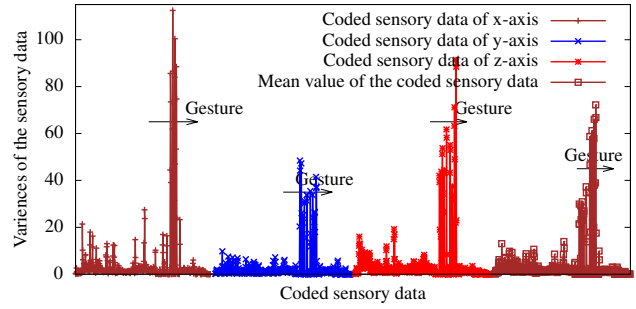 Coded sensory data of x-axis
Coded sensory data of y-axis
Coded sensory data of z-axis
Mean value of the coded sensory data
Gesture
Gesture
Gesture
Gesture
Variences of the sensory data
100
80
60
40
20
0
Coded sensory data